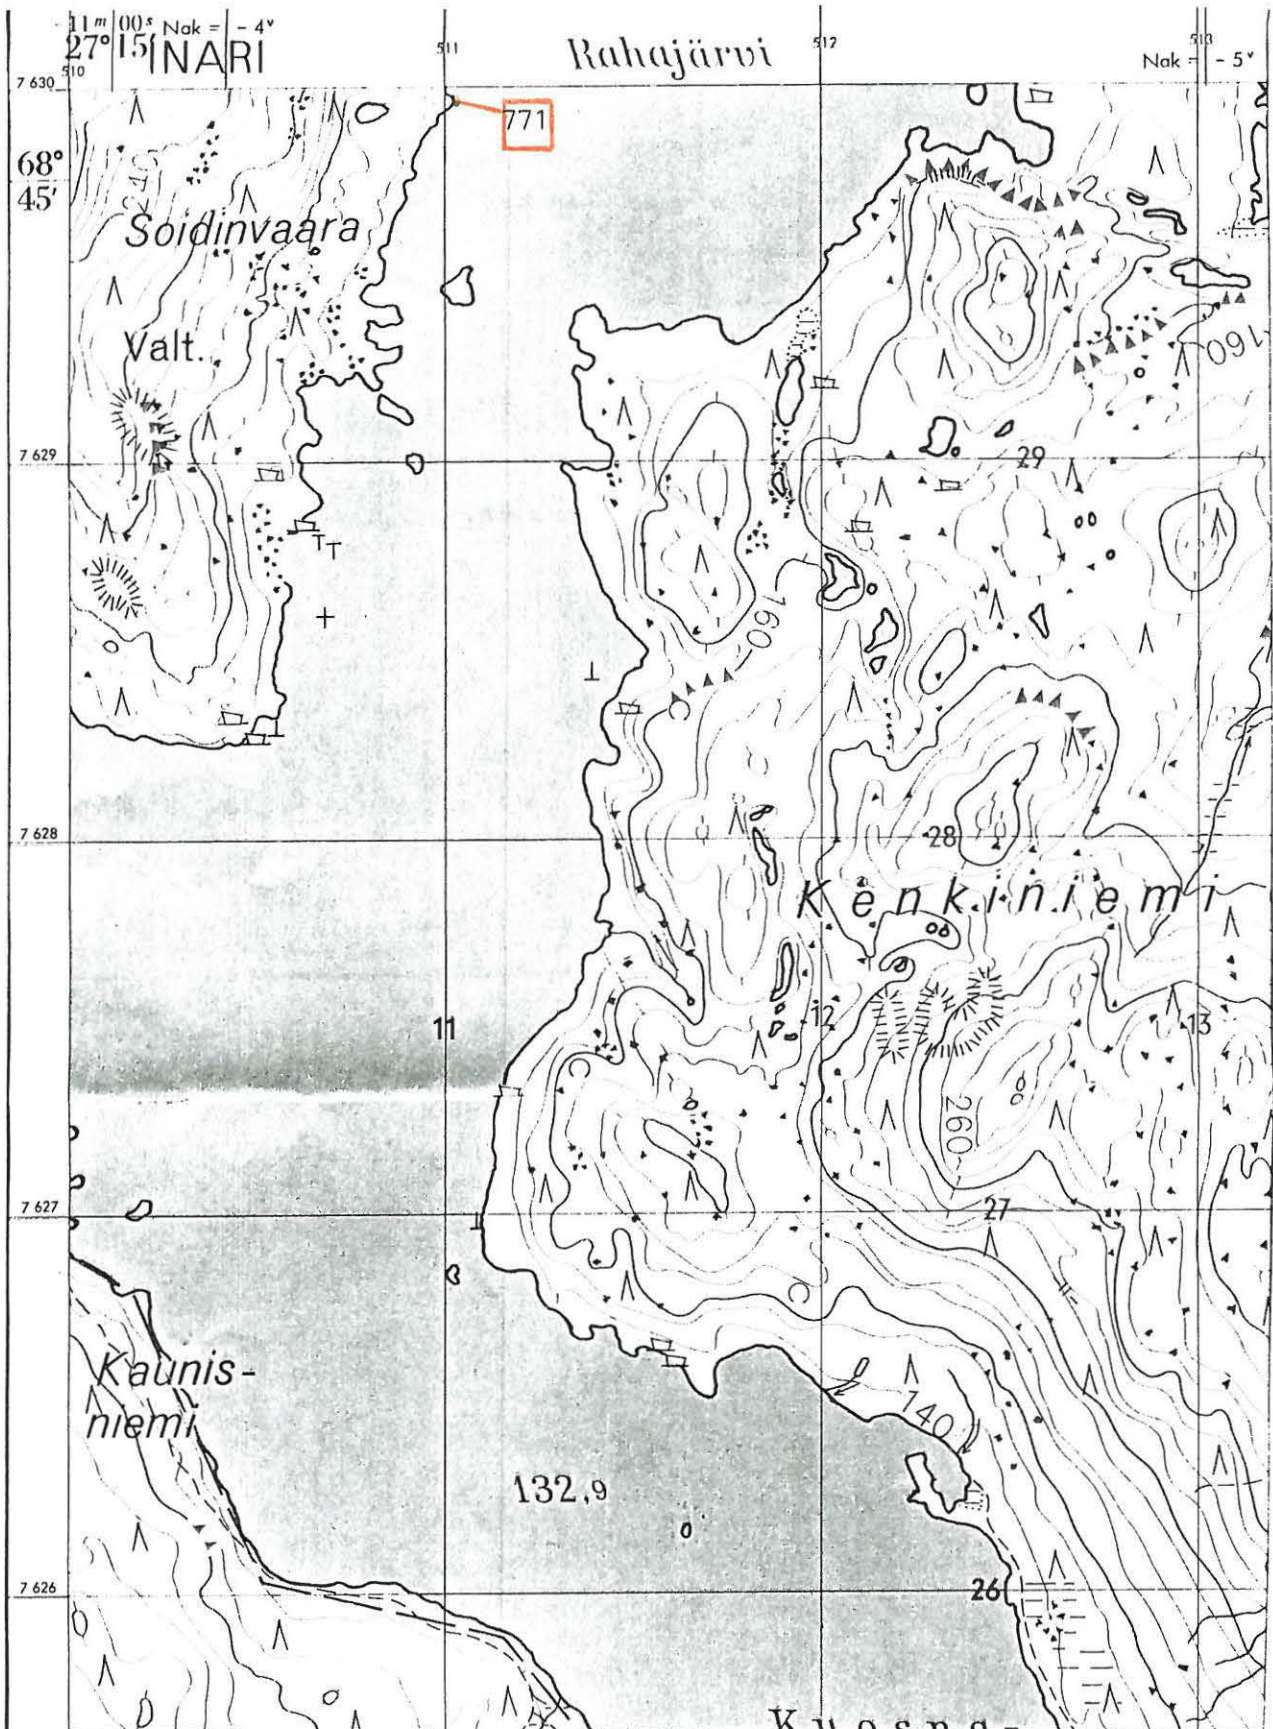 11ᵐ 00ˢ Nak = - 4ᵛ
27° 15' INARI
510
511
Rahajärvi
512
513
Nak = - 5ᵛ
7 630
771
68°
45'
240
Soidinvaara
Valt.
160
7 629
29
160
7 628
28
Kenkiniemi
11
12
13
260
7 627
27
Kaunis-
niemi
140
132,9
7 626
26